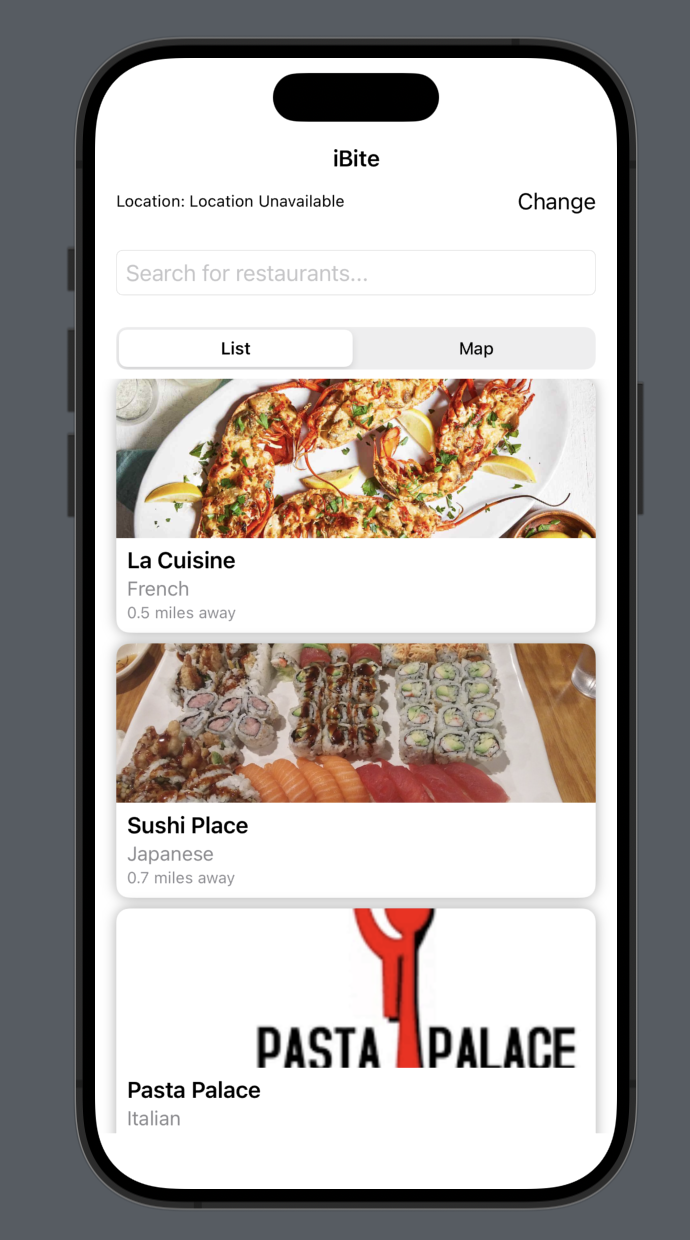 iBite
Location: Location Unavailable
Change
Search for restaurants...
List
Map
La Cuisine
French
0.5 miles away
Sushi Place
Japanese
0.7 miles away
PASTA PALACE
Pasta Palace
Italian